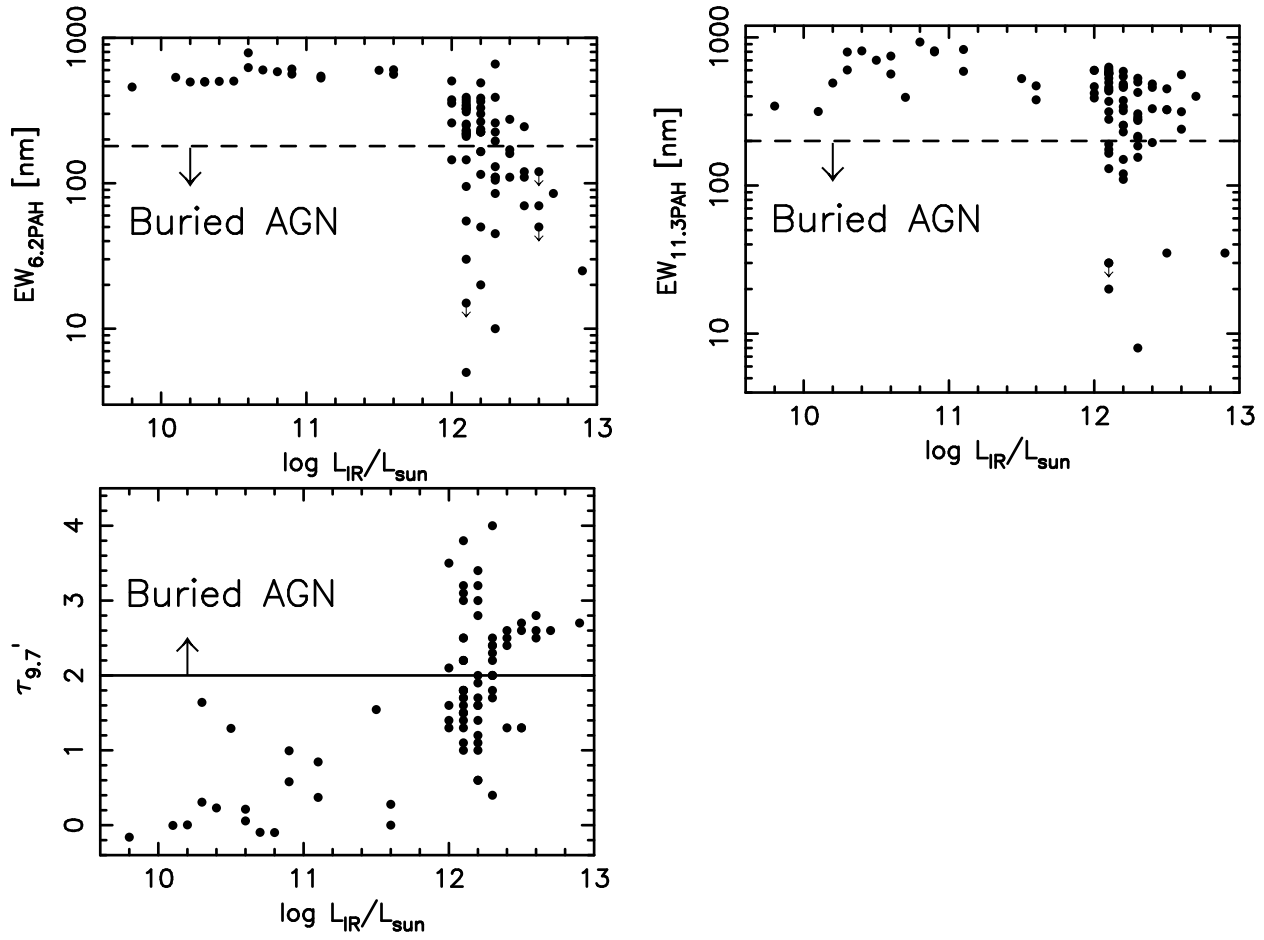 1000
100
10
EW6.2PAH [nm]
Buried AGN
10 11 12 13
log LIR/Lsun
1000
100
10
EW11.3PAH [nm]
Buried AGN
10 11 12 13
log LIR/Lsun
4
3
2
1
0
τ9.7'
Buried AGN
10 11 12 13
log LIR/Lsun